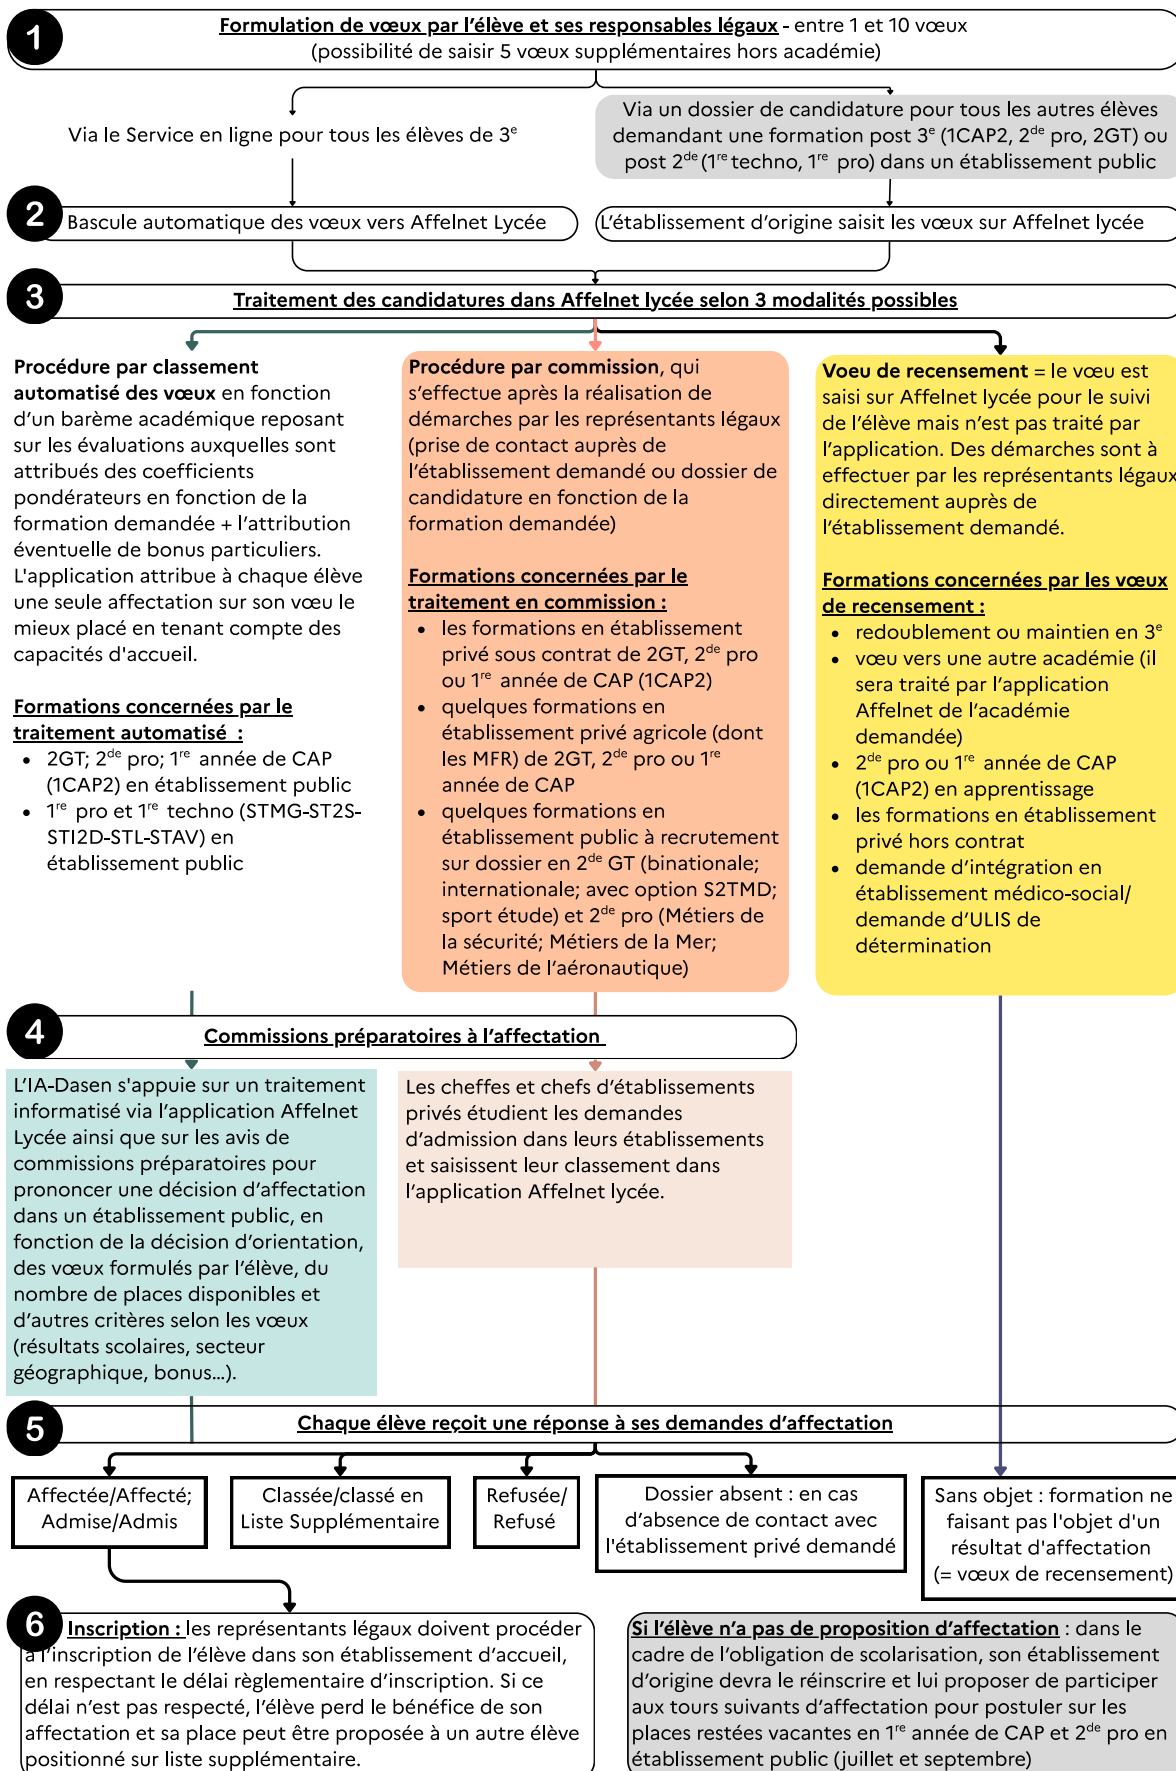 1
Formulation de vœux par l'élève et ses responsables légaux - entre 1 et 10 vœux
(possibilité de saisir 5 vœux supplémentaires hors académie)
Via le Service en ligne pour tous les élèves de 3e
Via un dossier de candidature pour tous les autres élèves
demandant une formation post 3e (1CAP2, 2de pro, 2GT) ou
post 2de (1re techno, 1re pro) dans un établissement public
2
Bascule automatique des vœux vers Affelnet Lycée
L'établissement d'origine saisit les vœux sur Affelnet lycée
3
Traitement des candidatures dans Affelnet lycée selon 3 modalités possibles
Procédure par classement
automatisé des vœux en fonction
d'un barème académique reposant
sur les évaluations auxquelles sont
attribués des coefficients
pondérateurs en fonction de la
formation demandée + l'attribution
éventuelle de bonus particuliers.
L'application attribue à chaque élève
une seule affectation sur son vœu le
mieux placé en tenant compte des
capacités d'accueil.
Formations concernées par le
traitement automatisé :
• 2GT; 2de pro; 1re année de CAP
(1CAP2) en établissement public
• 1re pro et 1re techno (STMG-ST2S-
STI2D-STL-STAV) en
établissement public
Procédure par commission, qui
s'effectue après la réalisation de
démarches par les représentants légaux
(prise de contact auprès de
l'établissement demandé ou dossier de
candidature en fonction de la
formation demandée)
Formations concernées par le
traitement en commission :
• les formations en établissement
privé sous contrat de 2GT, 2de pro
ou 1re année de CAP (1CAP2)
• quelques formations en
établissement privé agricole (dont
les MFR) de 2GT, 2de pro ou 1re
année de CAP
• quelques formations en
établissement public à recrutement
sur dossier en 2de GT (binationale;
internationale; avec option S2TMD;
sport étude) et 2de pro (Métiers de
la sécurité; Métiers de la Mer;
Métiers de l'aéronautique)
Voeu de recensement = le vœu est
saisi sur Affelnet lycée pour le suivi
de l'élève mais n'est pas traité par
l'application. Des démarches sont à
effectuer par les représentants légaux
directement auprès de
l'établissement demandé.
Formations concernées par les vœux
de recensement :
• redoublement ou maintien en 3e
• vœu vers une autre académie (il
sera traité par l'application
Affelnet de l'académie
demandée)
• 2de pro ou 1re année de CAP
(1CAP2) en apprentissage
• les formations en établissement
privé hors contrat
• demande d'intégration en
établissement médico-social/
demande d'ULIS de
détermination
4
Commissions préparatoires à l'affectation
L'IA-Dasen s'appuie sur un traitement
informatisé via l'application Affelnet
Lycée ainsi que sur les avis de
commissions préparatoires pour
prononcer une décision d'affectation
dans un établissement public, en
fonction de la décision d'orientation,
des vœux formulés par l'élève, du
nombre de places disponibles et
d'autres critères selon les vœux
(résultats scolaires, secteur
géographique, bonus...).
Les cheffes et chefs d'établissements
privés étudient les demandes
d'admission dans leurs établissements
et saisissent leur classement dans
l'application Affelnet lycée.
5
Chaque élève reçoit une réponse à ses demandes d'affectation
Affectée/Affecté;
Admise/Admis
Classée/classé en
Liste Supplémentaire
Refusée/
Refusé
Dossier absent : en cas
d'absence de contact avec
l'établissement privé demandé
Sans objet : formation ne
faisant pas l'objet d'un
résultat d'affectation
(= vœux de recensement)
6
Inscription : les représentants légaux doivent procéder
à l'inscription de l'élève dans son établissement d'accueil,
en respectant le délai règlementaire d'inscription. Si ce
délai n'est pas respecté, l'élève perd le bénéfice de son
affectation et sa place peut être proposée à un autre élève
positionné sur liste supplémentaire.
Si l'élève n'a pas de proposition d'affectation : dans le
cadre de l'obligation de scolarisation, son établissement
d'origine devra le réinscrire et lui proposer de participer
aux tours suivants d'affectation pour postuler sur les
places restées vacantes en 1re année de CAP et 2de pro en
établissement public (juillet et septembre)